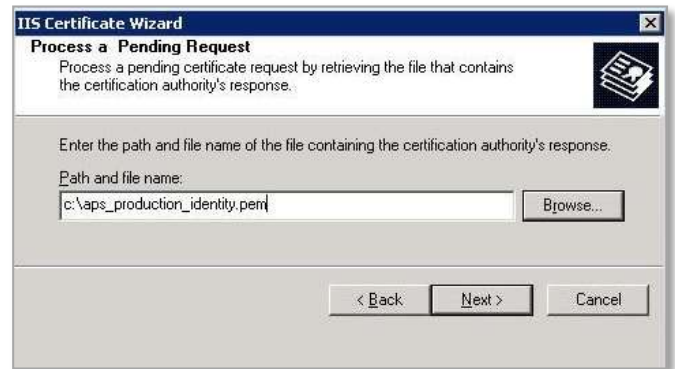 IIS Certificate Wizard
Process a Pending Request
Process a pending certificate request by retrieving the file that contains
the certification authority's response.
Enter the path and file name of the file containing the certification authority's response.
Path and file name:
c:\aps_production_identity.pem
Browse...
< Back Next > Cancel